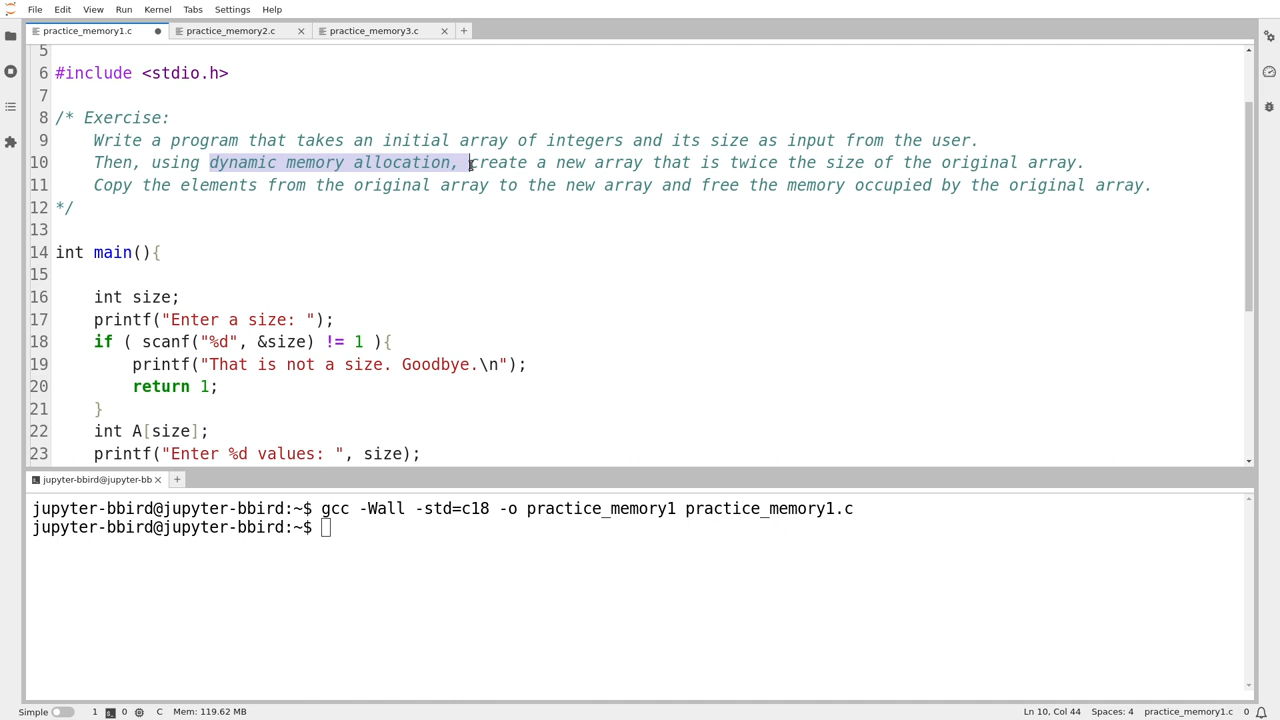 File Edit View Run Kernel Tabs Settings Help
practice_memory1.c practice_memory2.c practice_memory3.c
5
6 #include <stdio.h>
7
8 /* Exercise:
9     Write a program that takes an initial array of integers and its size as input from the user.
10     Then, using dynamic memory allocation, create a new array that is twice the size of the original array.
11     Copy the elements from the original array to the new array and free the memory occupied by the original array.
12 */
13
14 int main(){
15
16     int size;
17     printf("Enter a size: ");
18     if ( scanf("%d", &size) != 1 ){
19         printf("That is not a size. Goodbye.\n");
20         return 1;
21     }
22     int A[size];
23     printf("Enter %d values: ", size);
jupyter-bbird@jupyter-bb
jupyter-bbird@jupyter-bbird:~$ gcc -Wall -std=c18 -o practice_memory1 practice_memory1.c
jupyter-bbird@jupyter-bbird:~$
Simple 1 0 C Mem: 119.62 MB Ln 10, Col 44 Spaces: 4 practice_memory1.c 0